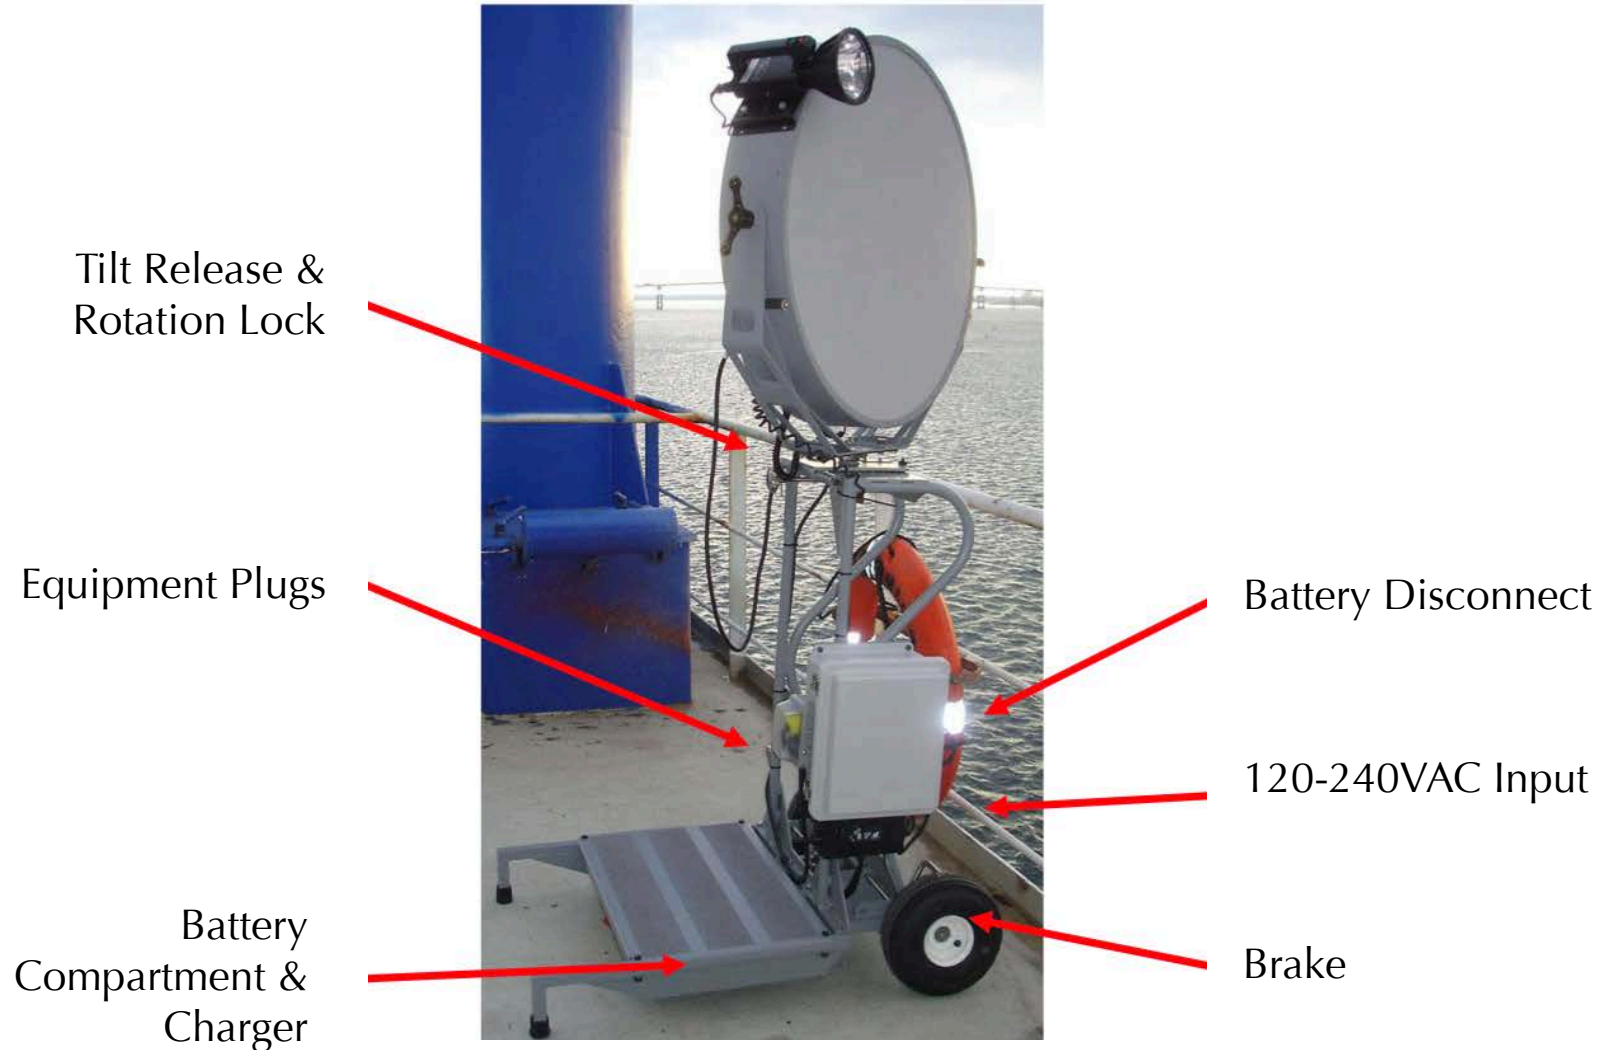 Tilt Release &
Rotation Lock
Equipment Plugs
Battery
Compartment &
Charger
Battery Disconnect
120-240VAC Input
Brake